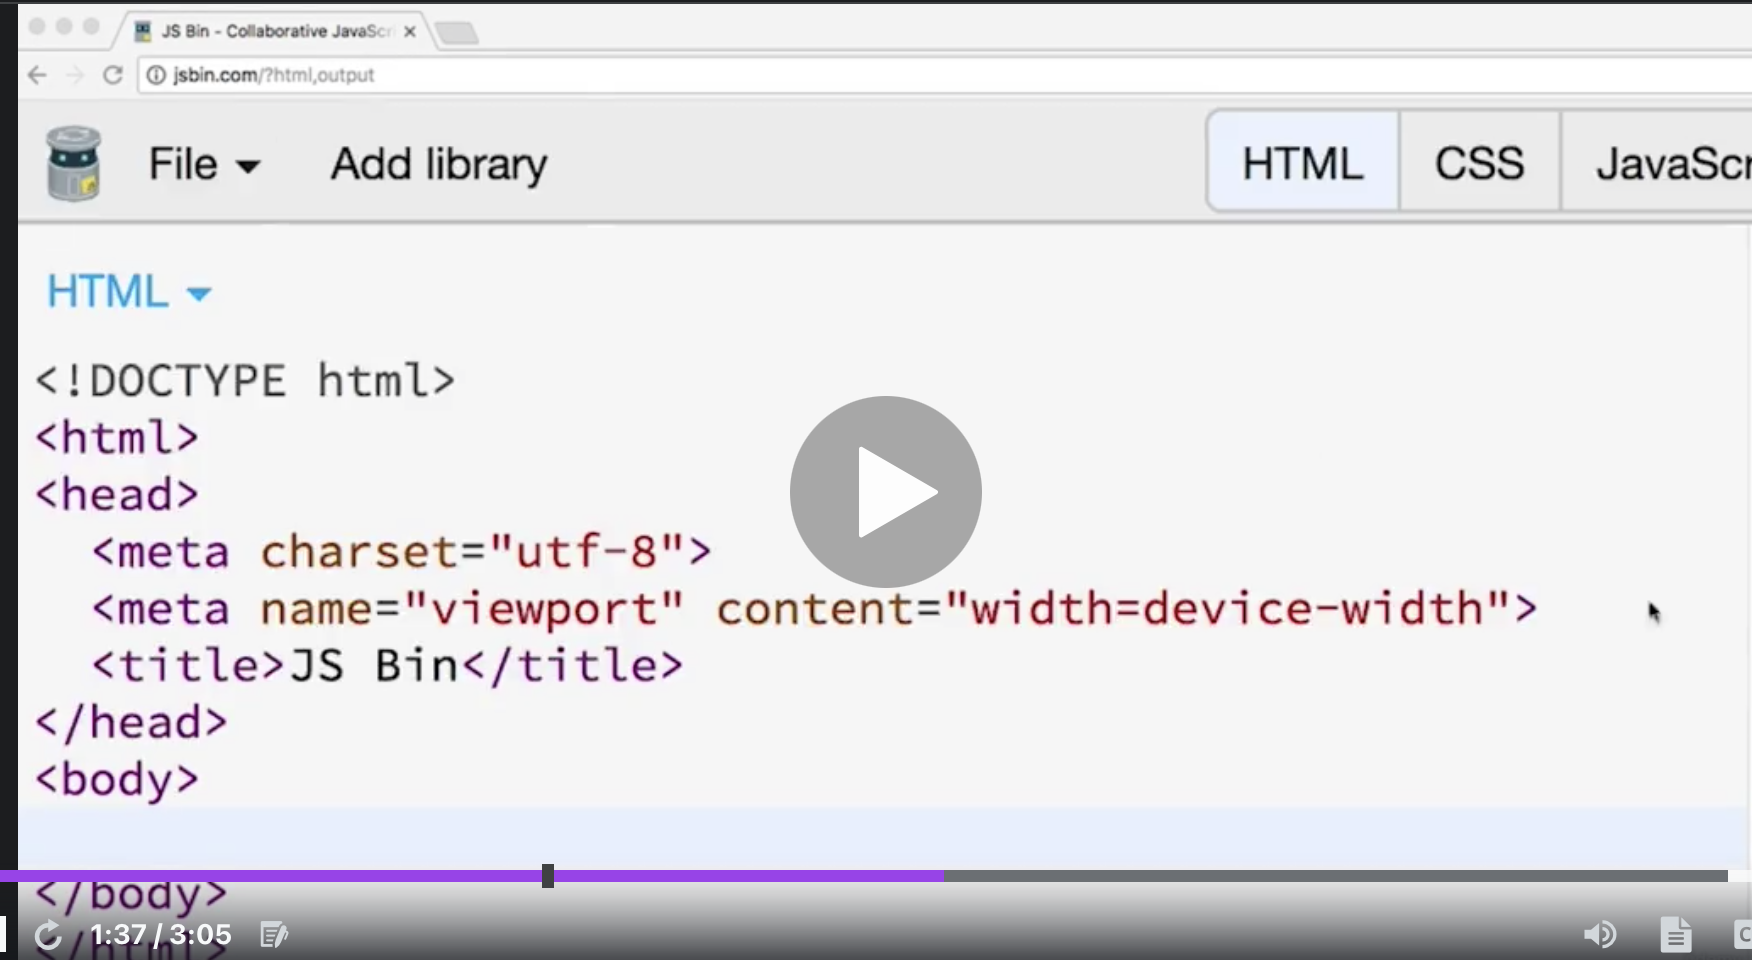 JS Bin - Collaborative JavaScri
jsbin.com/?html,output
File Add library HTML CSS JavaScr
HTML
<!DOCTYPE html>
<html>
<head>
<meta charset="utf-8">
<meta name="viewport" content="width=device-width">
<title>JS Bin</title>
</head>
<body>
</body>
</html>
1:37 / 3:05
C